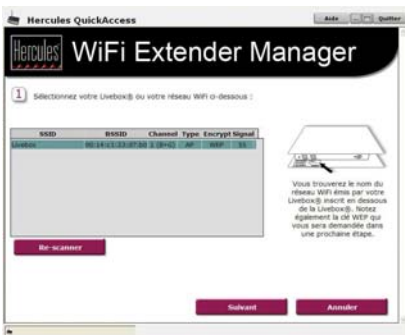 Hercules QuickAccess
Aide
Quitter
Hercules
WiFi Extender Manager
1 Sélectionnez votre Livebox® ou votre réseau WiFi ci-dessous :
SSID BSSID Channel Type Encrypt Signal
Livebox 1 (B+G) AP WEP 55
Vous trouverez le nom du
réseau WiFi émis par votre
Livebox® inscrit en dessous
de la Livebox®. Notez
également la clé WEP qui
vous sera demandée dans
une prochaine étape.
Re-scanner
Suivant
Annuler